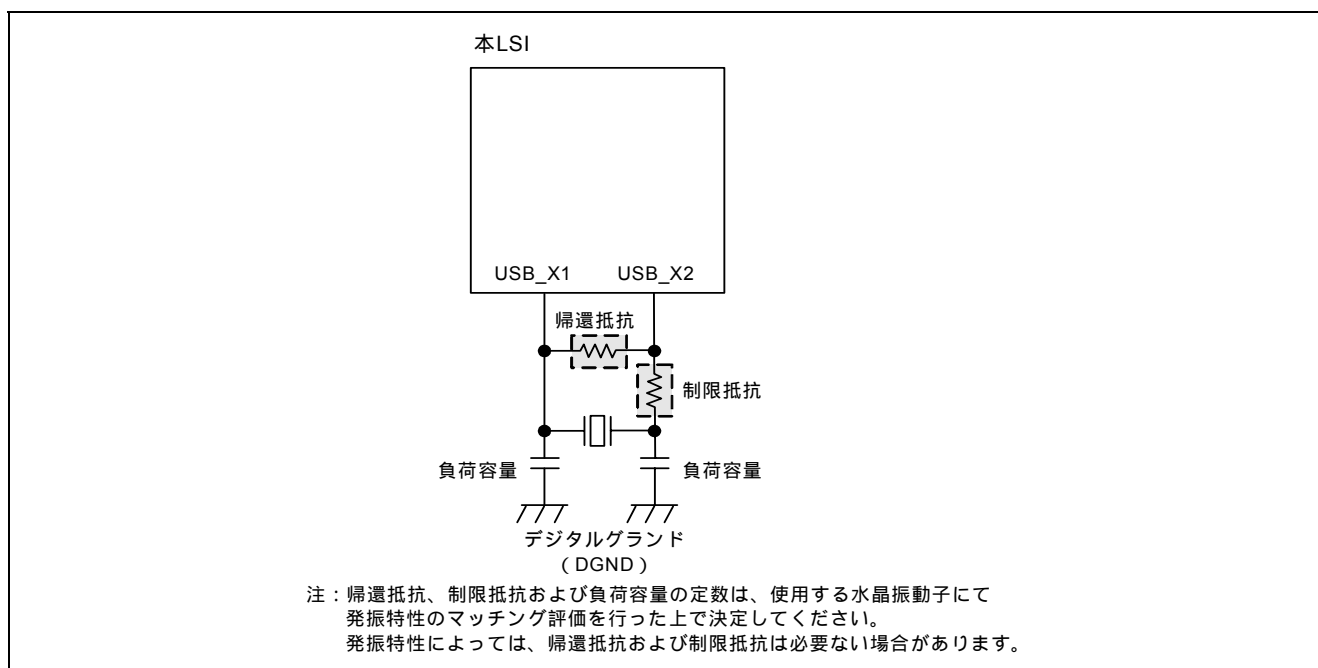 本LSI
USB_X1 USB_X2
帰還抵抗
制限抵抗
負荷容量 負荷容量
デジタルグランド
（DGND）
注：帰還抵抗、制限抵抗および負荷容量の定数は、使用する水晶振動子にて
発振特性のマッチング評価を行った上で決定してください。
発振特性によっては、帰還抵抗および制限抵抗は必要ない場合があります。